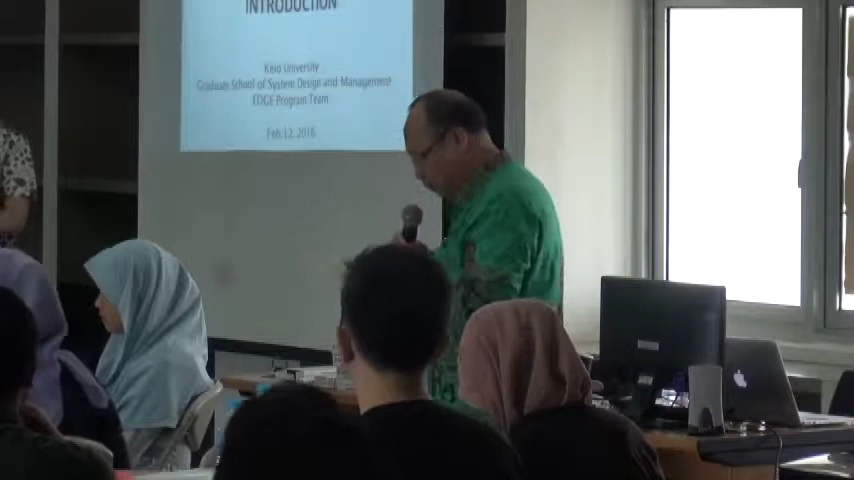 INTRODUCTION
Keio University
Graduate School of System Design and Management
EDGE Program Team
Feb 12, 2016